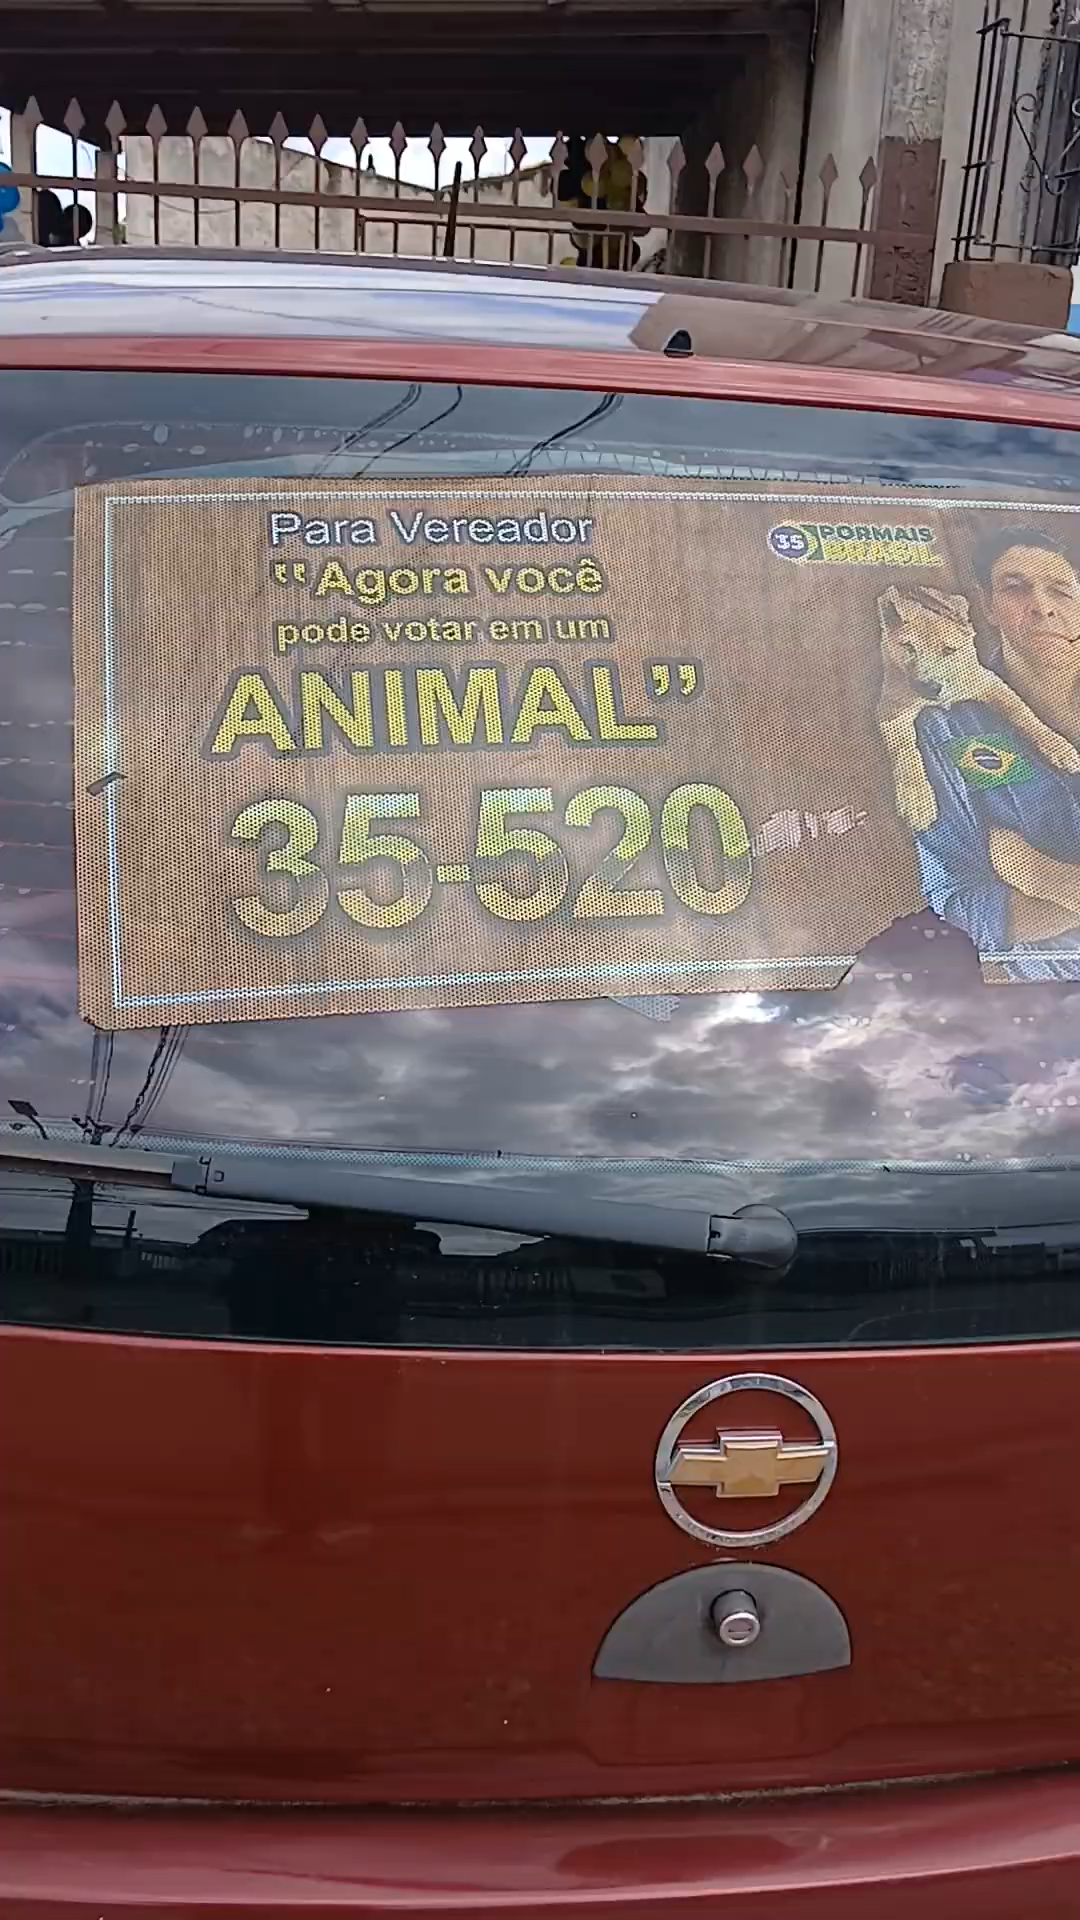 Para Vereador
“Agora você
pode votar em um
ANIMAL”
35-520
35 PORMAIS
BRASIL